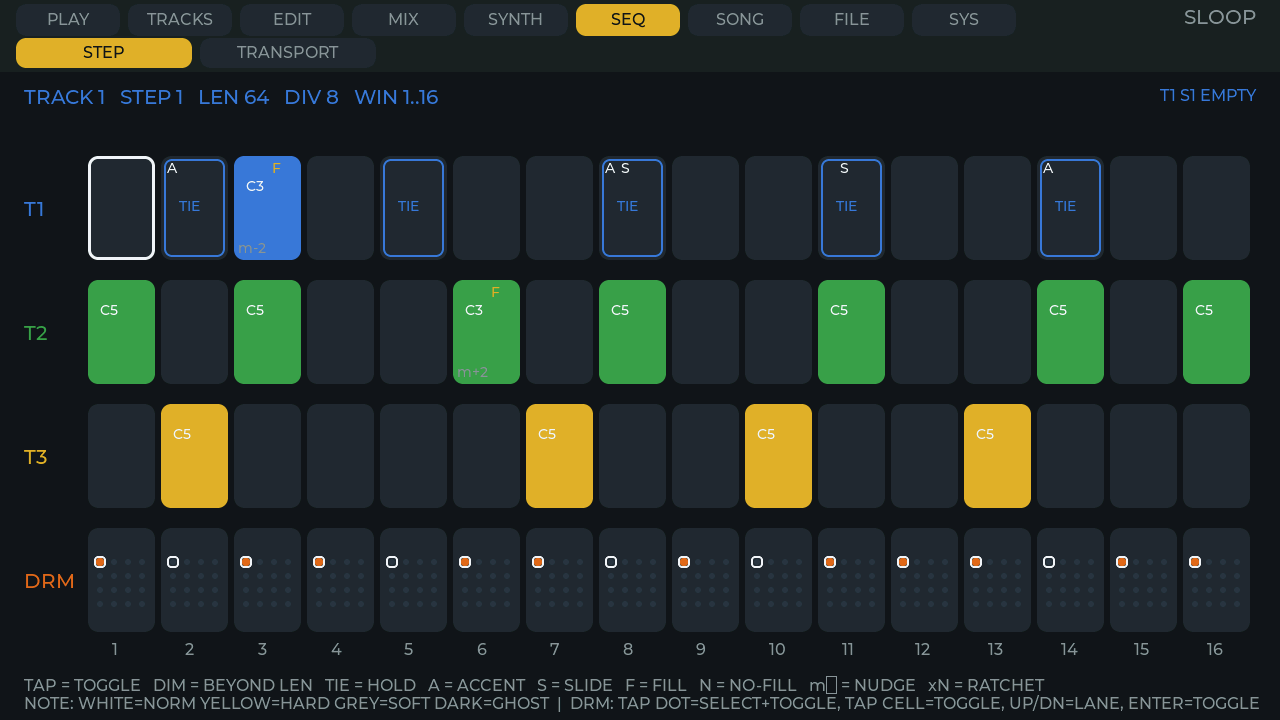 PLAY TRACKS EDIT MIX SYNTH SEQ SONG FILE SYS SLOOP
STEP TRANSPORT
TRACK 1 STEP 1 LEN 64 DIV 8 WIN 1..16 T1 S1 EMPTY
A F A S S A
C3
T1 TIE TIE TIE TIE TIE
m-2
F
C5 C5 C3 C5 C5 C5 C5
T2
m+2
C5 C5 C5 C5
T3
DRM
1 2 3 4 5 6 7 8 9 10 11 12 13 14 15 16
TAP = TOGGLE DIM = BEYOND LEN TIE = HOLD A = ACCENT S = SLIDE F = FILL N = NO-FILL m▯ = NUDGE xN = RATCHET
NOTE: WHITE=NORM YELLOW=HARD GREY=SOFT DARK=GHOST | DRM: TAP DOT=SELECT+TOGGLE, TAP CELL=TOGGLE, UP/DN=LANE, ENTER=TOGGLE